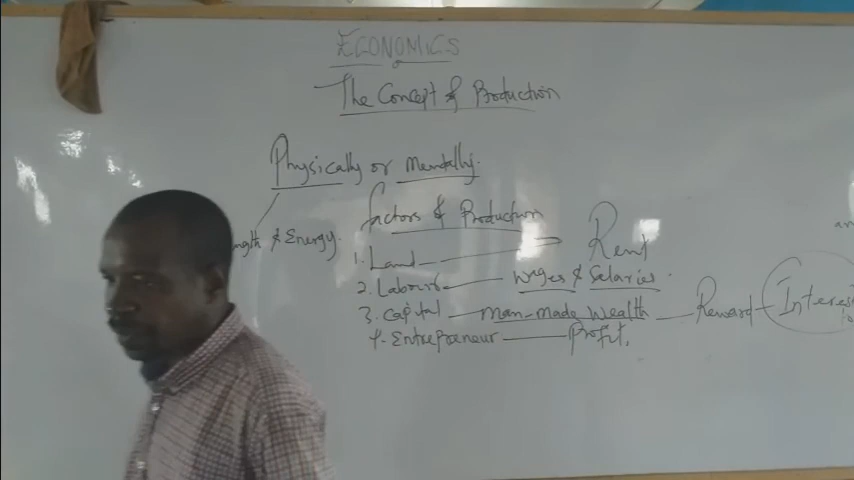 ECONOMICS
The Concept of Production
Physically or Mentally.
& Energy.
factors of Production
1. Land — Rent
2. Labour — Wages & Salaries.
3. Capital — Man-made Wealth — Reward — Interest
4. Entrepreneur — Profit.